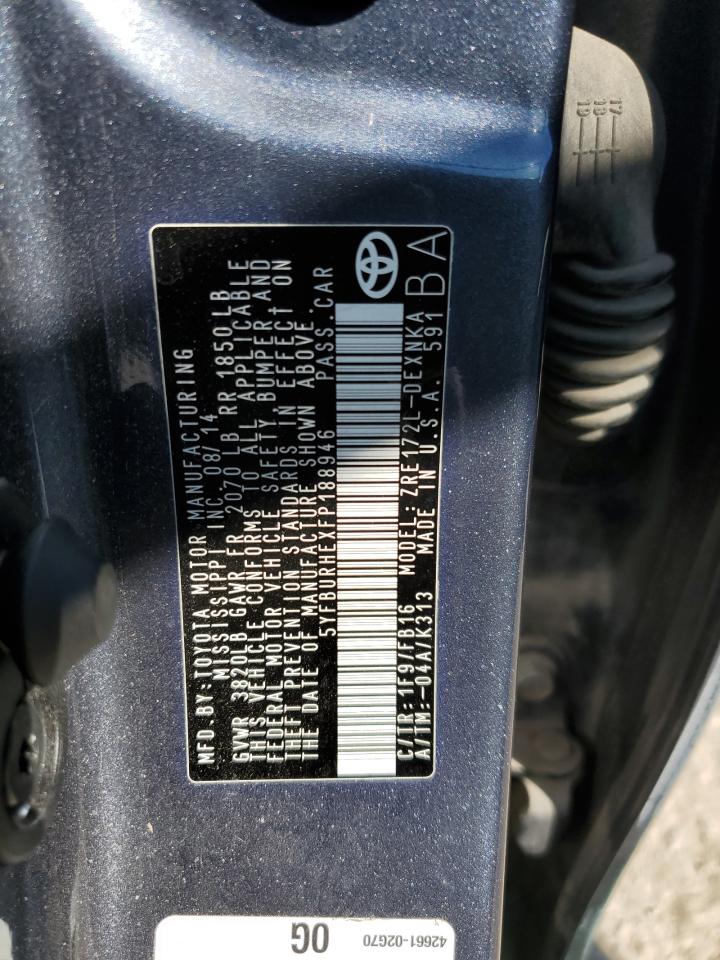 MFD.BY:TOYOTA MOTOR MANUFACTURING
MISSISSIPPI INC. 08/14
GVWR 3820LB GAWR FR 2070 LB RR 1850 LB
THIS VEHICLE CONFORMS TO ALL APPLICABLE
FEDERAL MOTOR VEHICLE SAFETY, BUMPER AND
THEFT PREVENTION STANDARDS IN EFFECT ON
THE DATE OF MANUFACTURE SHOWN ABOVE.
5YFBURHEXFP188946 PASS. CAR
C/TR: 1F9/FB16 MODEL: ZRE172L-DEXNKA
A/TM:-04A/K313 MADE IN U.S.A. 591
BA
17
18
19
0G
42661-02G70